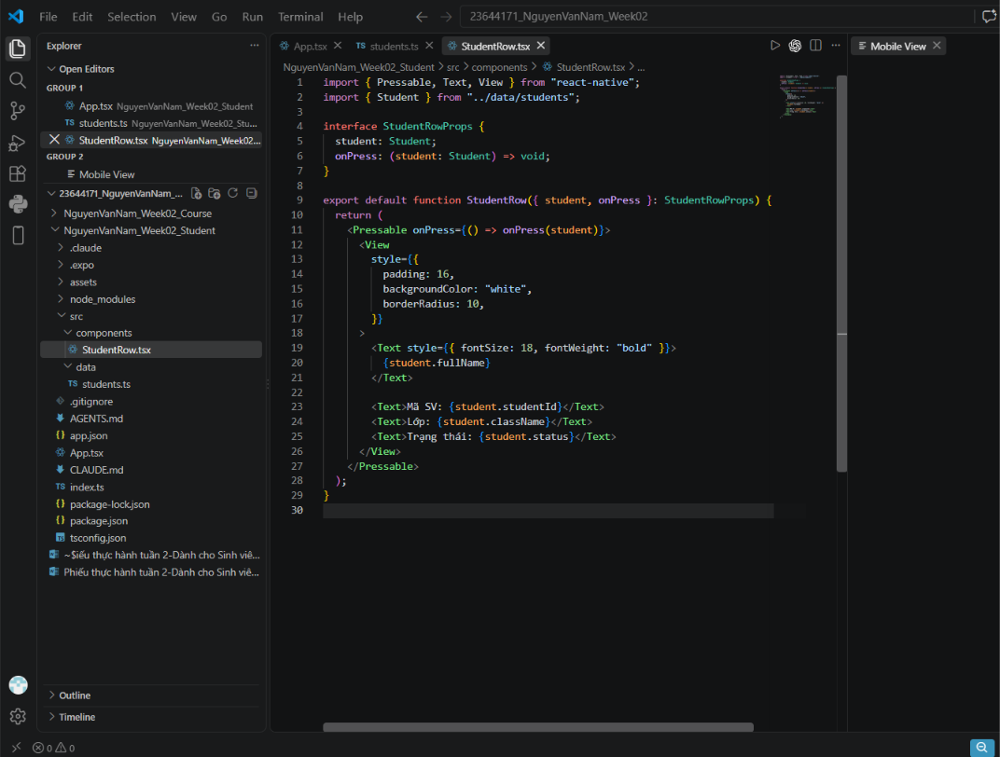 File Edit Selection View Go Run Terminal Help
23644171_NguyenVanNam_Week02
Explorer
Open Editors
GROUP 1
App.tsx NguyenVanNam_Week02_Student
students.ts NguyenVanNam_Week02_Stu...
StudentRow.tsx NguyenVanNam_Week02...
GROUP 2
Mobile View
23644171_NguyenVanNam_...
NguyenVanNam_Week02_Course
NguyenVanNam_Week02_Student
.claude
.expo
assets
node_modules
src
components
StudentRow.tsx
data
TS students.ts
.gitignore
AGENTS.md
{} app.json
App.tsx
CLAUDE.md
TS index.ts
{} package-lock.json
{} package.json
tsconfig.json
~$iếu thực hành tuần 2-Dành cho Sinh viê...
Phiếu thực hành tuần 2-Dành cho Sinh viê...
Outline
Timeline
0 0
App.tsx TS students.ts StudentRow.tsx
NguyenVanNam_Week02_Student > src > components > StudentRow.tsx > ...
1 import { Pressable, Text, View } from "react-native";
2 import { Student } from "../data/students";
3
4 interface StudentRowProps {
5 student: Student;
6 onPress: (student: Student) => void;
7 }
8
9 export default function StudentRow({ student, onPress }: StudentRowProps) {
10 return (
11 <Pressable onPress={() => onPress(student)}>
12 <View
13 style={{
14 padding: 16,
15 backgroundColor: "white",
16 borderRadius: 10,
17 }}
18 >
19 <Text style={{ fontSize: 18, fontWeight: "bold" }}>
20 {student.fullName}
21 </Text>
22
23 <Text>Mã SV: {student.studentId}</Text>
24 <Text>Lớp: {student.className}</Text>
25 <Text>Trạng thái: {student.status}</Text>
26 </View>
27 </Pressable>
28 );
29 }
30
Mobile View